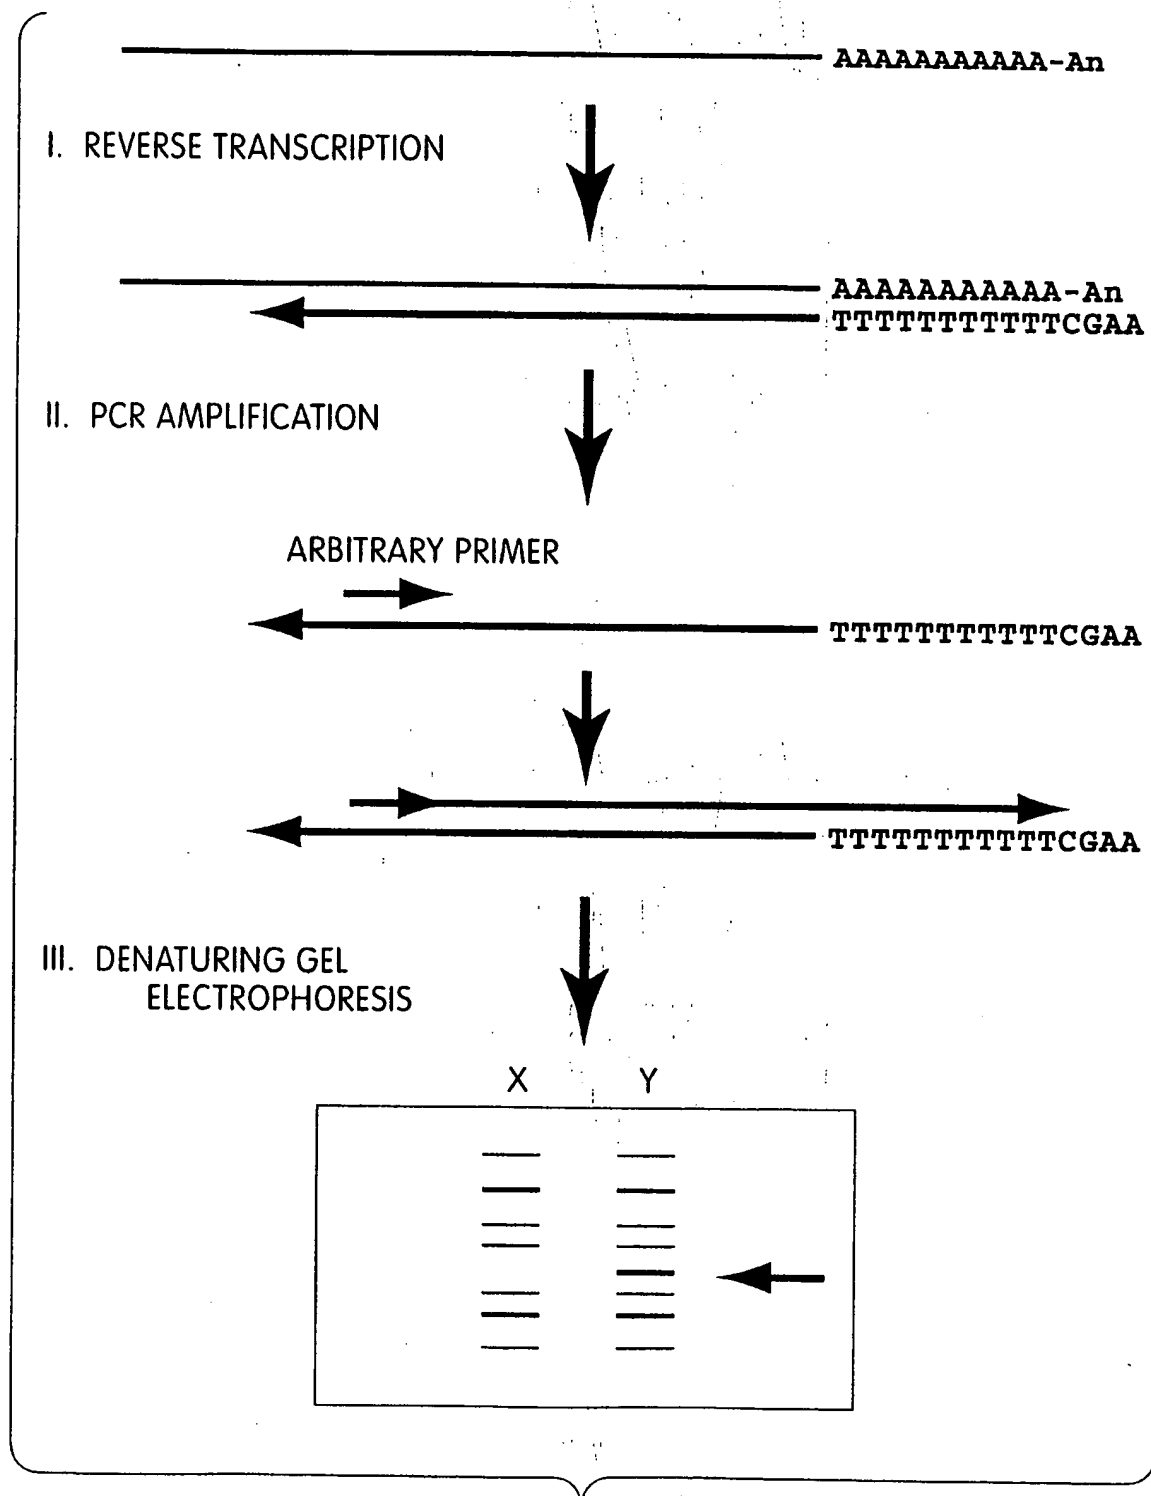 AAAAAAAAAAA-An
I. REVERSE TRANSCRIPTION
AAAAAAAAAAA-An
TTTTTTTTTTTCGAA
II. PCR AMPLIFICATION
ARBITRARY PRIMER
TTTTTTTTTTTCGAA
TTTTTTTTTTTCGAA
III. DENATURING GEL
ELECTROPHORESIS
X Y